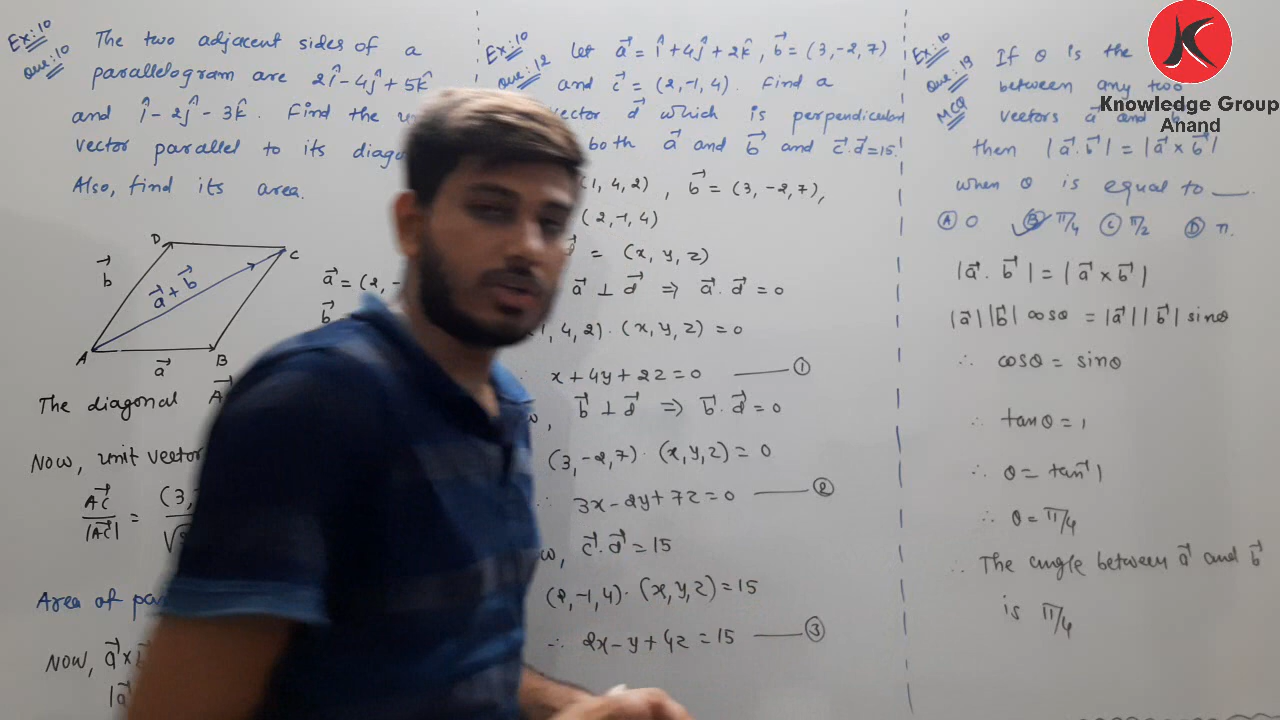 Ex:10
Que:10
The two adjacent sides of a
parallelogram are 2î-4ĵ+5k̂
and î-2ĵ-3k̂. Find the
vector parallel to its
Also, find its area.
D
C
b⃗
a⃗+b⃗
A
B
a⃗
a⃗ = (2, -
b⃗
The diagonal
Now, unit vector
AC⃗/|AC⃗| = (3,
Area of
Now, a⃗×
|a⃗
Ex:10
Que:12
let a⃗ = î+4ĵ+2k̂, b⃗ = (3,-2,7)
and c⃗ = (2,-1,4). Find a
d⃗ which is perpendicular
both a⃗ and b⃗ and c⃗.d⃗=15.
(1, 4, 2), b⃗ = (3, -2, 7),
(2,-1,4)
= (x, y, z)
a⃗ ⊥ d⃗ ⇒ a⃗.d⃗ = 0
1, 4, 2).(x, y, z) = 0
x+4y+2z=0 —— ①
b⃗ ⊥ d⃗ ⇒ b⃗.d⃗ = 0
(3,-2,7).(x,y,z) = 0
∴ 3x-2y+7z=0 —— ②
c⃗.d⃗ = 15
(2,-1,4).(x,y,z) = 15
∴ 2x-y+4z = 15 —— ③
Ex:10
Que:13
MCQ
If θ is the
between any two
vectors a⃗ and b
then |a⃗.b⃗| = |a⃗×b⃗|
when θ is equal to __.
Ⓐ 0 Ⓑ π/4 Ⓒ π/2 Ⓓ π.
|a⃗.b⃗| = |a⃗×b⃗|
|a⃗||b⃗| cosθ = |a⃗||b⃗| sinθ
∴ cosθ = sinθ
∴ tanθ = 1
∴ θ = tan⁻¹1
∴ θ = π/4
∴ The angle between a⃗ and b⃗
is π/4
Knowledge Group
Anand